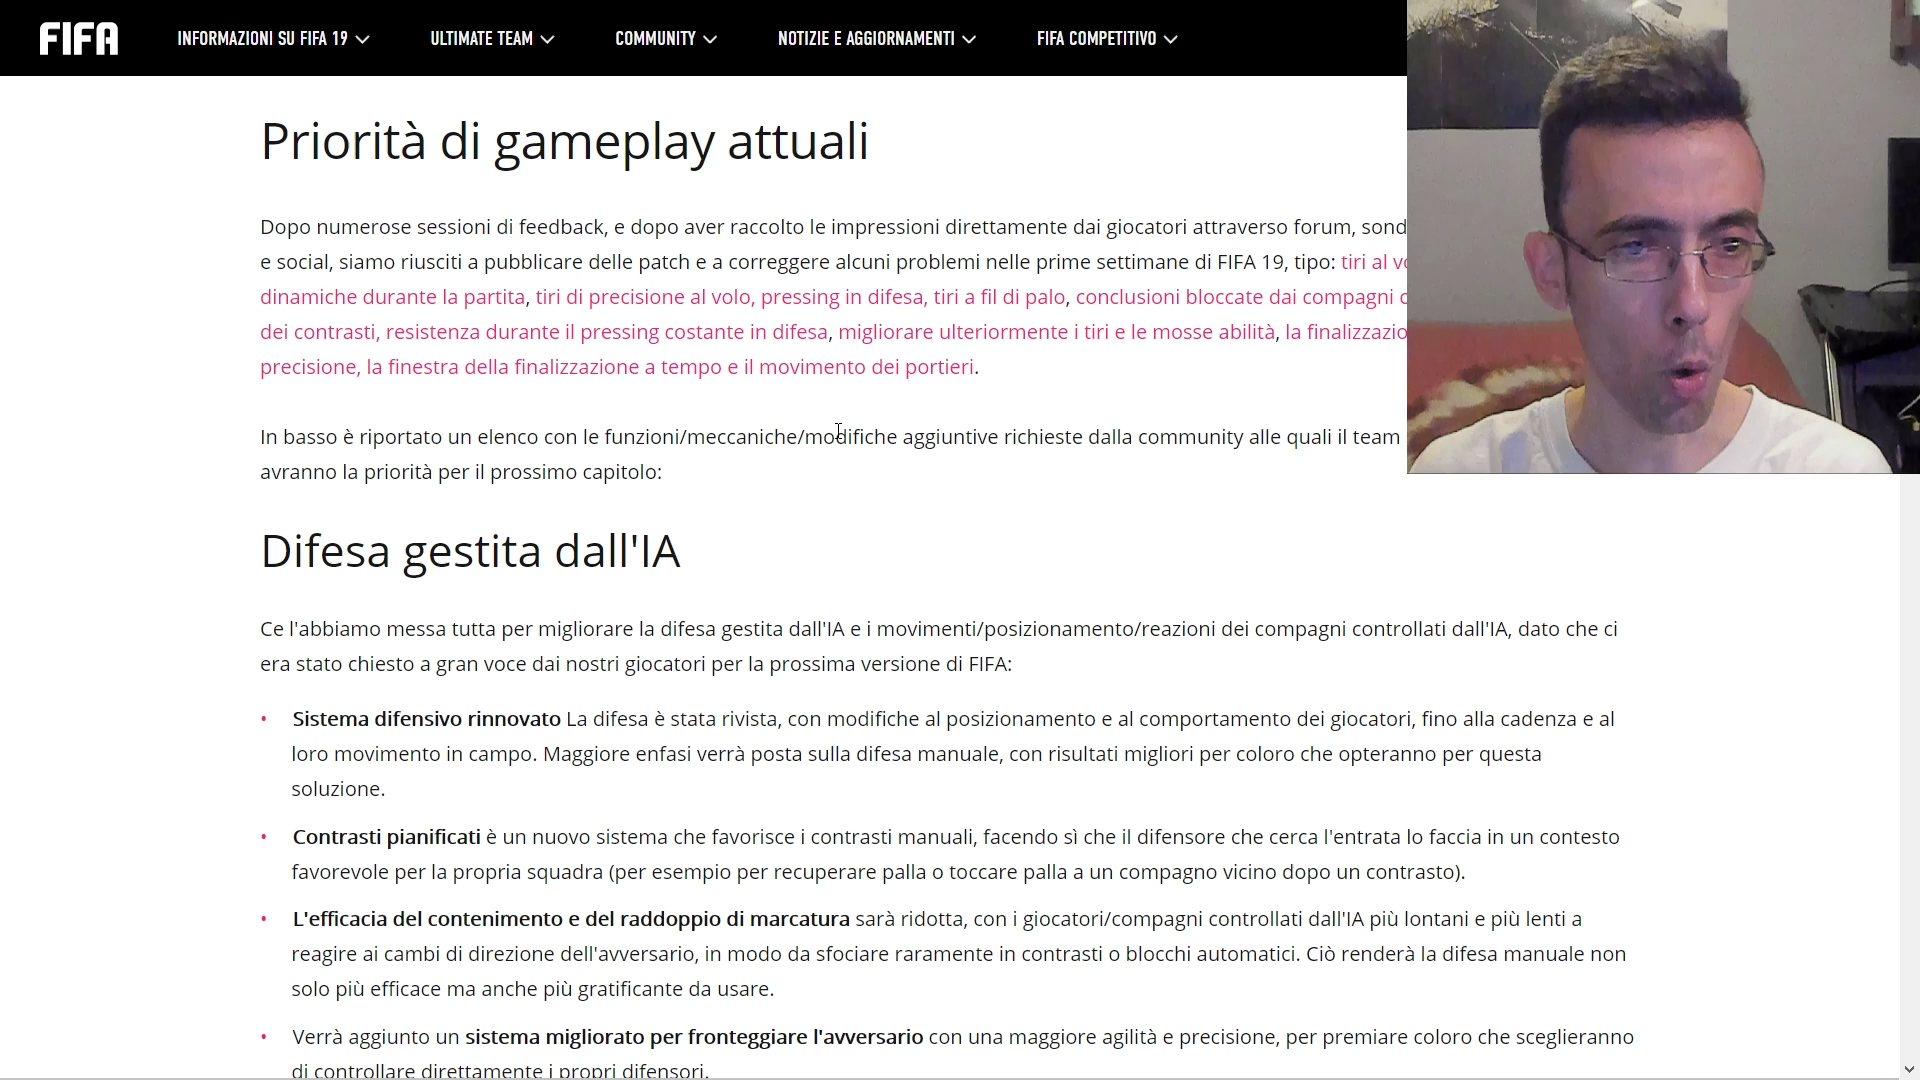 FIFA INFORMAZIONI SU FIFA 19 ULTIMATE TEAM COMMUNITY NOTIZIE E AGGIORNAMENTI FIFA COMPETITIVO
Priorità di gameplay attuali
Dopo numerose sessioni di feedback, e dopo aver raccolto le impressioni direttamente dai giocatori attraverso forum,
e social, siamo riusciti a pubblicare delle patch e a correggere alcuni problemi nelle prime settimane di FIFA 19, tipo: tiri al
dinamiche durante la partita, tiri di precisione al volo, pressing in difesa, tiri a fil di palo, conclusioni bloccate dai compagni
dei contrasti, resistenza durante il pressing costante in difesa, migliorare ulteriormente i tiri e le mosse abilità, la
precisione, la finestra della finalizzazione a tempo e il movimento dei portieri.
In basso è riportato un elenco con le funzioni/meccaniche/modifiche aggiuntive richieste dalla community alle quali il team
avranno la priorità per il prossimo capitolo:
Difesa gestita dall'IA
Ce l'abbiamo messa tutta per migliorare la difesa gestita dall'IA e i movimenti/posizionamento/reazioni dei compagni controllati dall'IA, dato che ci
era stato chiesto a gran voce dai nostri giocatori per la prossima versione di FIFA:
• Sistema difensivo rinnovato La difesa è stata rivista, con modifiche al posizionamento e al comportamento dei giocatori, fino alla cadenza e al
loro movimento in campo. Maggiore enfasi verrà posta sulla difesa manuale, con risultati migliori per coloro che opteranno per questa
soluzione.
• Contrasti pianificati è un nuovo sistema che favorisce i contrasti manuali, facendo sì che il difensore che cerca l'entrata lo faccia in un contesto
favorevole per la propria squadra (per esempio per recuperare palla o toccare palla a un compagno vicino dopo un contrasto).
• L'efficacia del contenimento e del raddoppio di marcatura sarà ridotta, con i giocatori/compagni controllati dall'IA più lontani e più lenti a
reagire ai cambi di direzione dell'avversario, in modo da sfociare raramente in contrasti o blocchi automatici. Ciò renderà la difesa manuale non
solo più efficace ma anche più gratificante da usare.
• Verrà aggiunto un sistema migliorato per fronteggiare l'avversario con una maggiore agilità e precisione, per premiare coloro che sceglieranno
di controllare direttamente i propri difensori.